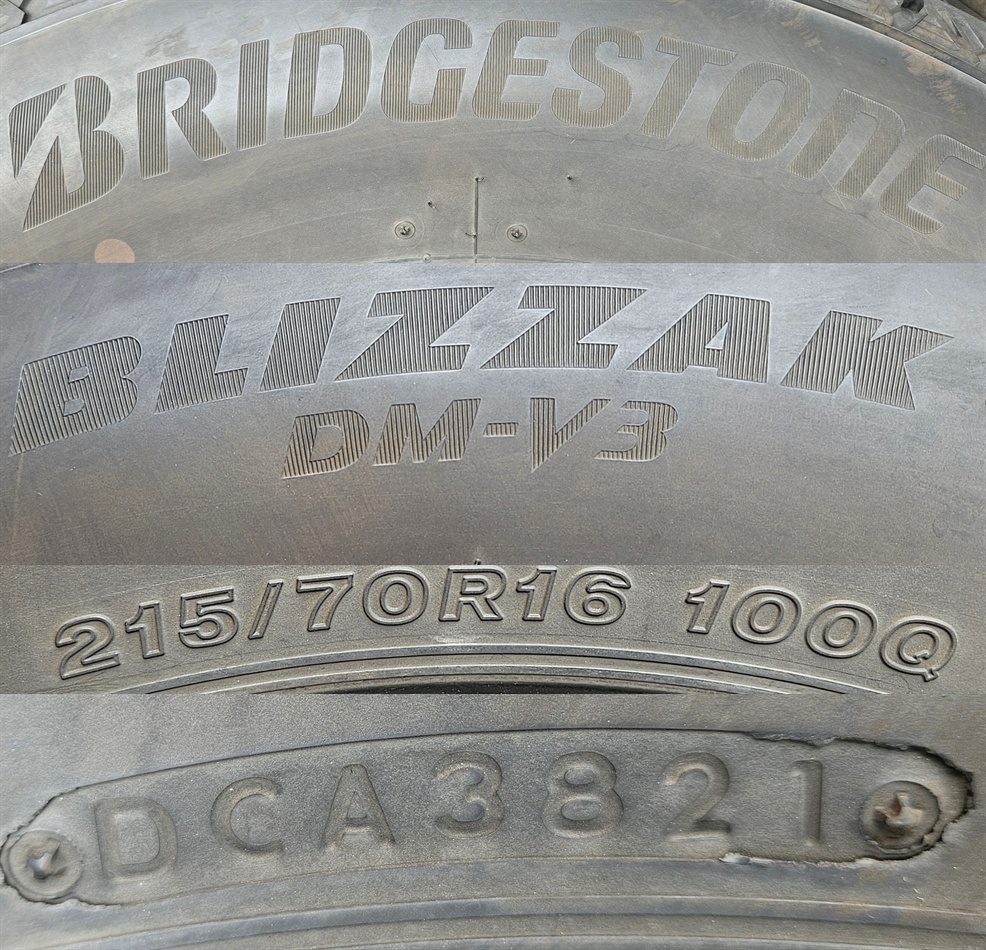 BRIDGESTONE
BLIZZAK
DM-V3
215/70R16 100Q
DCA3821